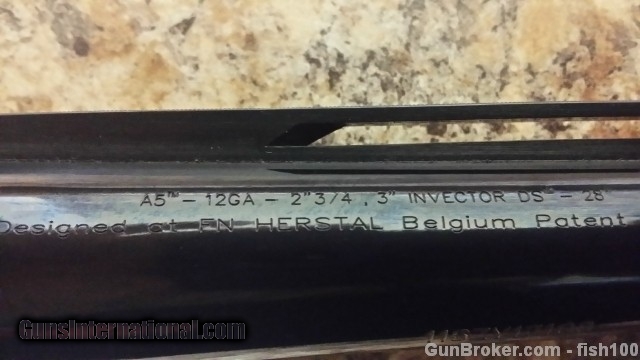 A5™ - 12GA - 2"3/4 , 3" INVECTOR DS™ - 28"
Designed at FN HERSTAL Belgium Patent
GunsInternational.com
GunBroker.com - fish100